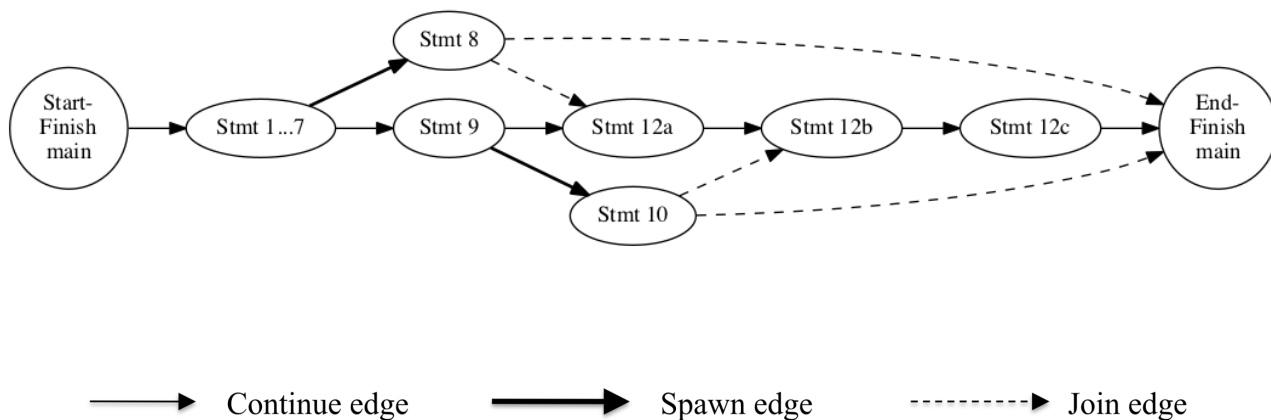 Stmt 8
Start-
Finish
main
Stmt 1...7
Stmt 9
Stmt 12a
Stmt 12b
Stmt 12c
End-
Finish
main
Stmt 10
Continue edge
Spawn edge
Join edge